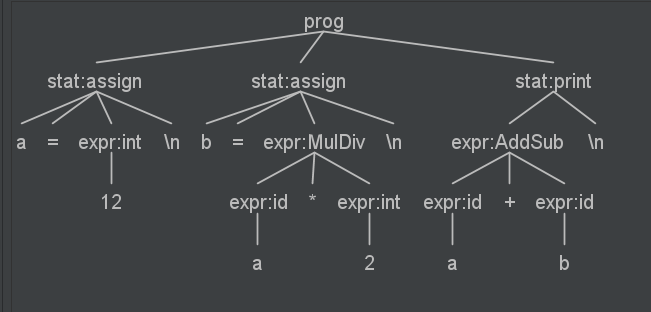 prog
stat:assign stat:assign stat:print
a = expr:int \n b = expr:MulDiv \n expr:AddSub \n
12 expr:id * expr:int expr:id + expr:id
a 2 a b